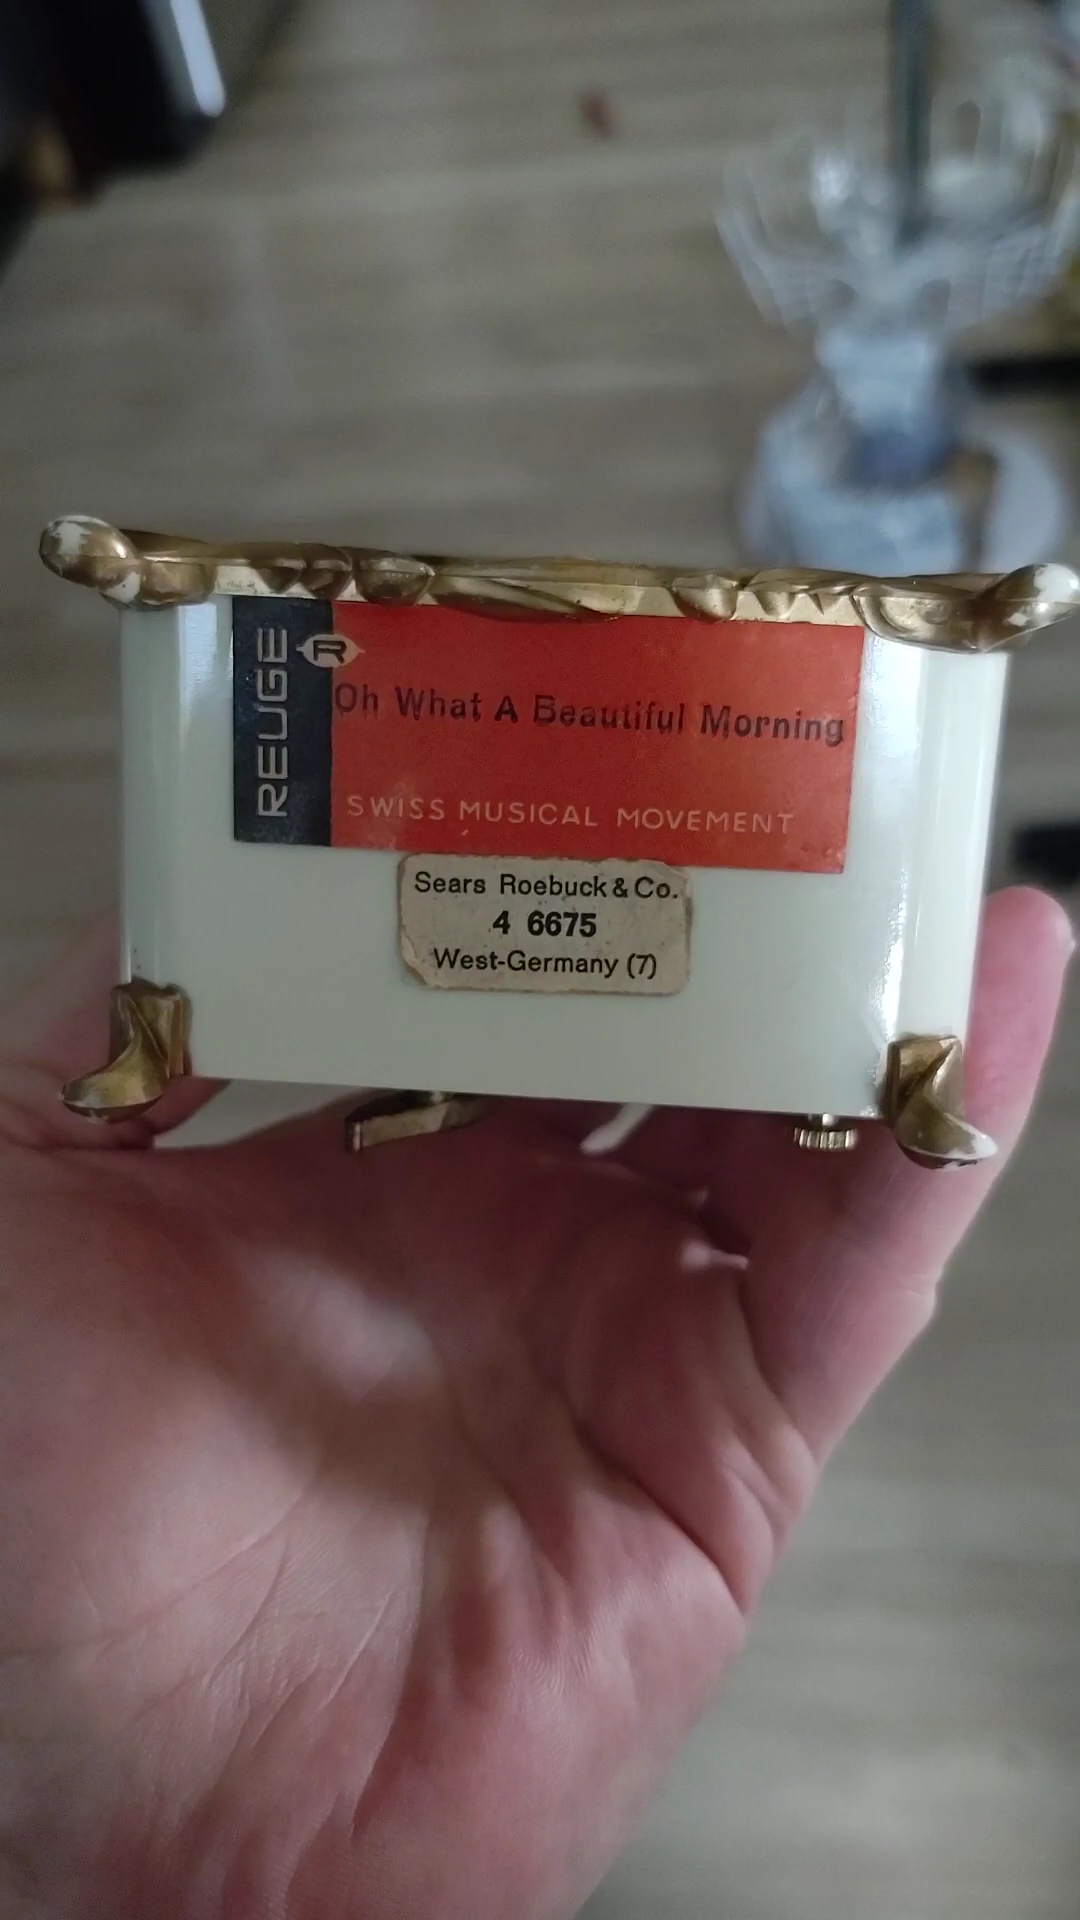 REUGE
R
Oh What A Beautiful Morning
SWISS MUSICAL MOVEMENT
Sears Roebuck & Co.
4 6675
West-Germany (7)